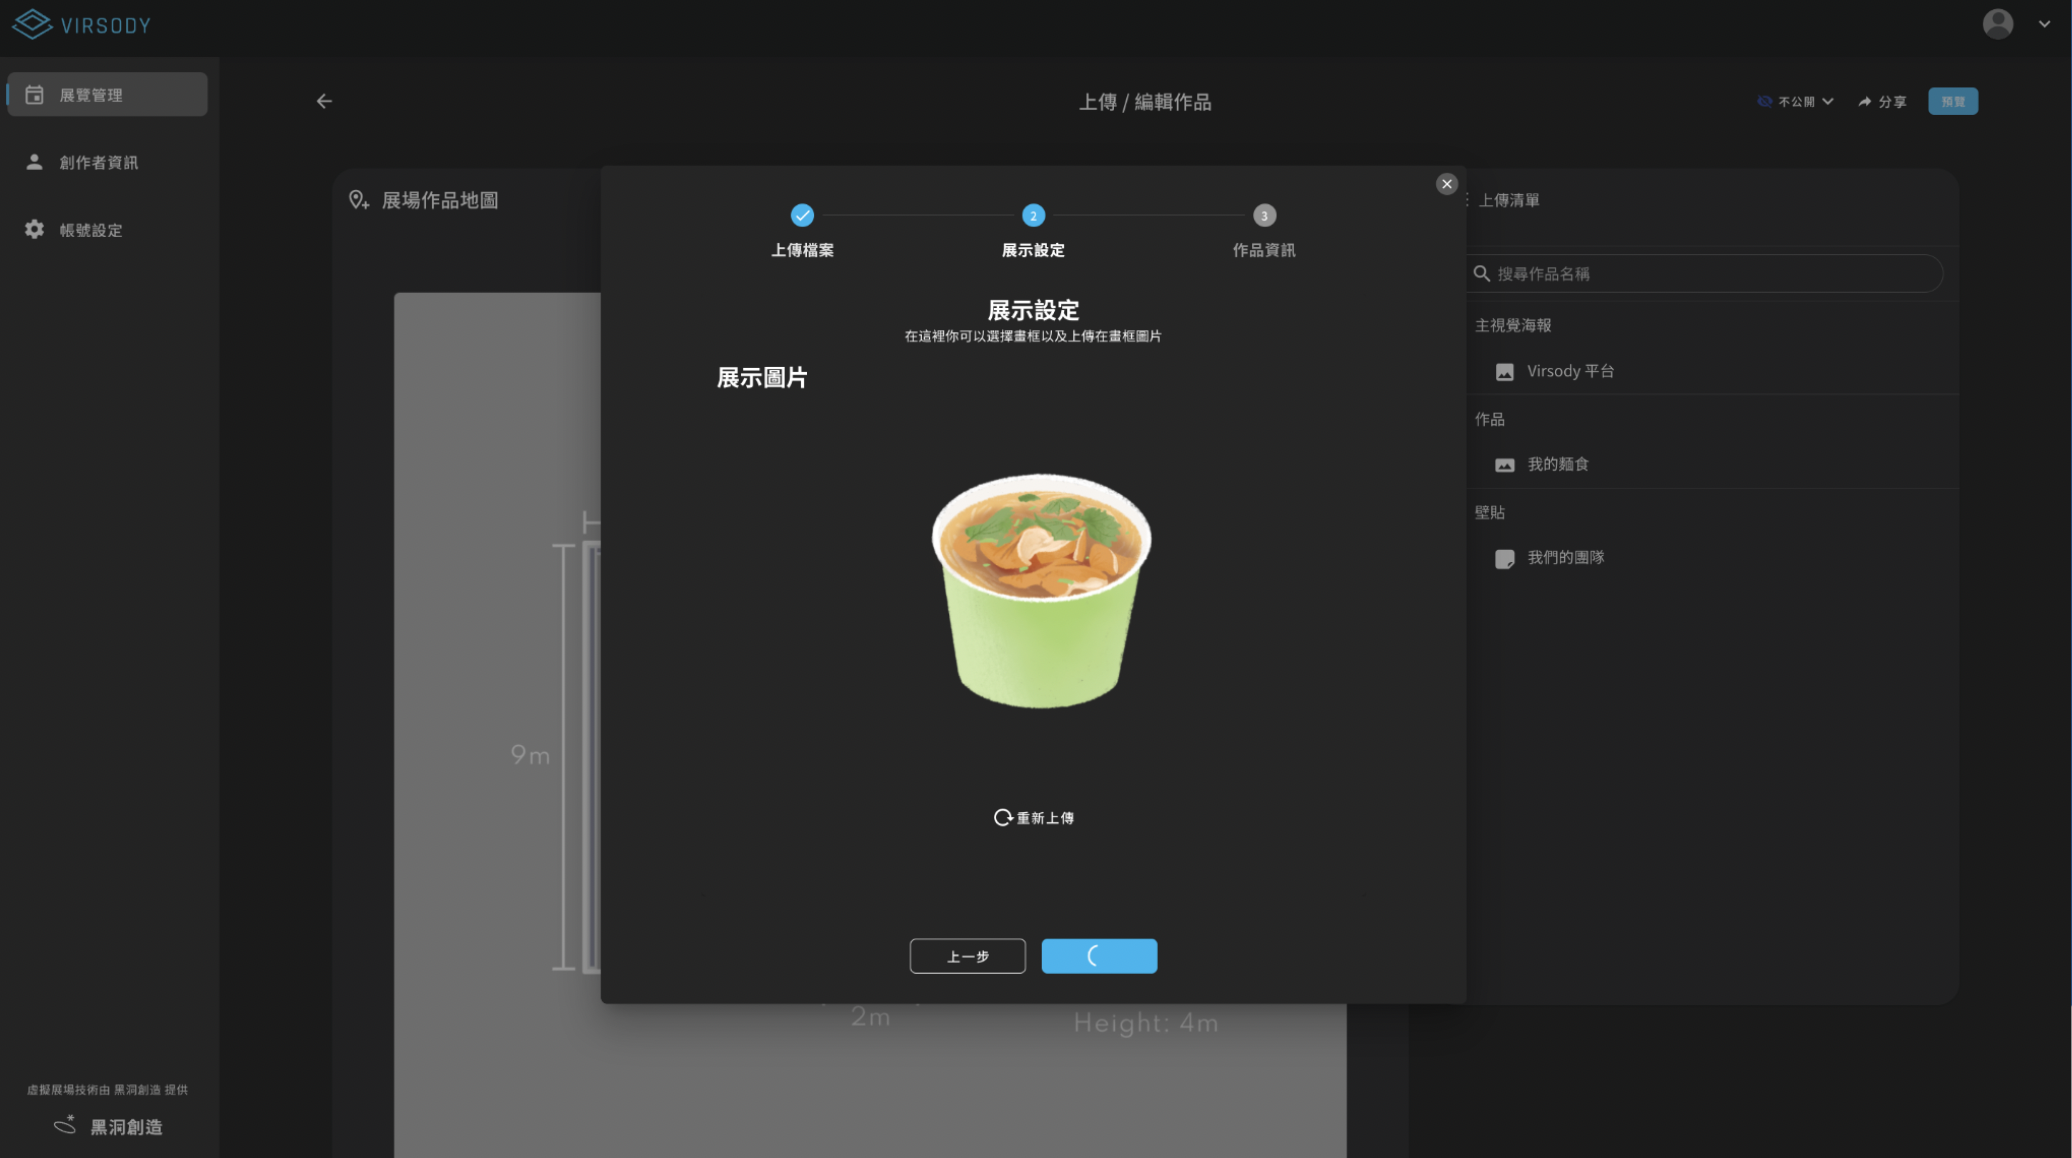 VIRSODY
展覽管理
創作者資訊
帳號設定
上傳 / 編輯作品
不公開
分享
預覽
展場作品地圖
9m
2m
Height: 4m
上傳檔案
2
展示設定
3
作品資訊
展示設定
在這裡你可以選擇畫框以及上傳在畫框圖片
展示圖片
重新上傳
上一步
上傳清單
搜尋作品名稱
主視覺海報
Virsody 平台
作品
我的麵食
壁貼
我們的團隊
虛擬展場技術由 黑洞創造 提供
黑洞創造